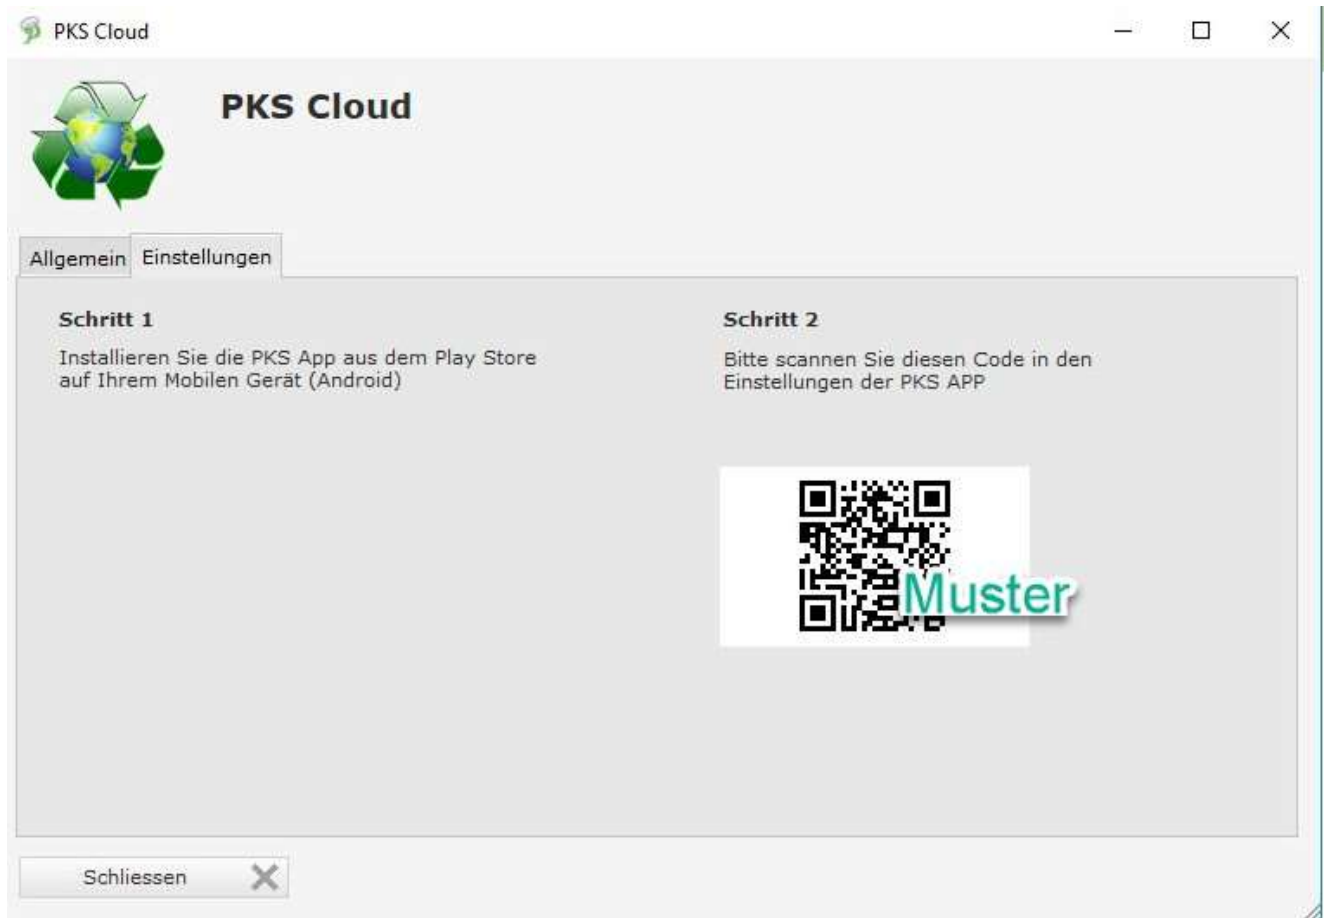 PKS Cloud
PKS Cloud
Allgemein
Einstellungen
Schritt 1
Installieren Sie die PKS App aus dem Play Store
auf Ihrem Mobilen Gerät (Android)
Schritt 2
Bitte scannen Sie diesen Code in den
Einstellungen der PKS APP
Muster
Schliessen